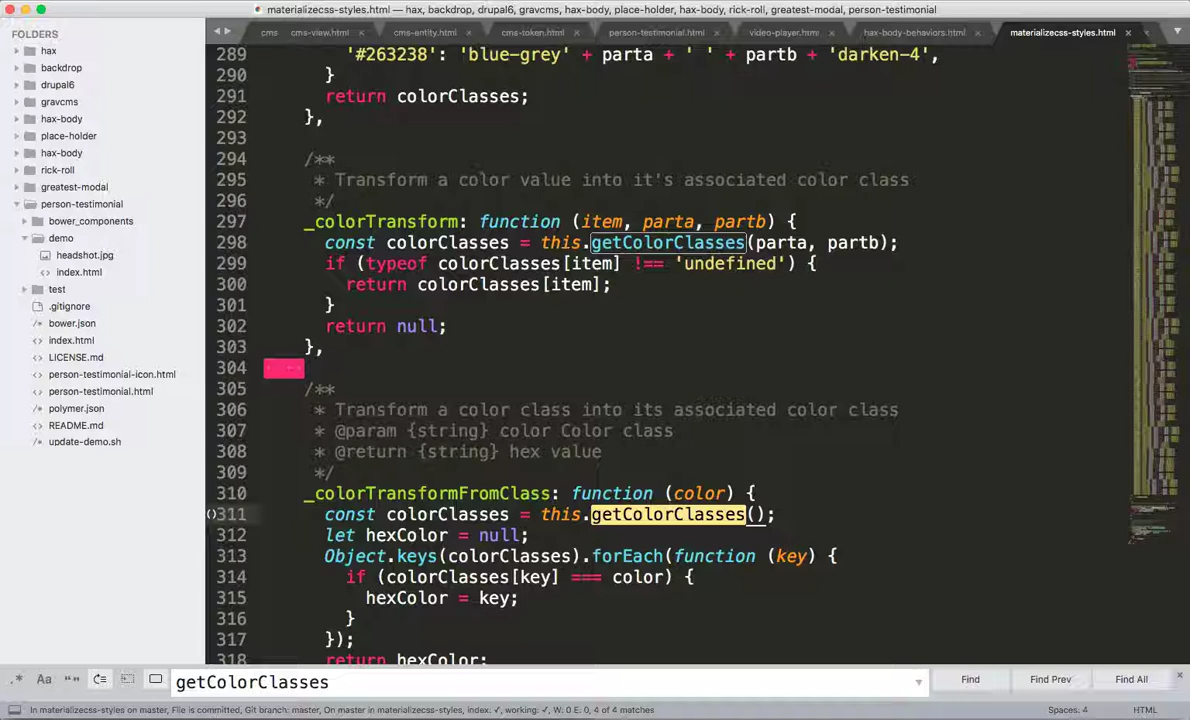 materializecss-styles.html — hax, backdrop, drupal6, gravcms, hax-body, place-holder, hax-body, rick-roll, greatest-modal, person-testimonial
FOLDERS
hax
backdrop
drupal6
gravcms
hax-body
place-holder
hax-body
rick-roll
greatest-modal
person-testimonial
bower_components
demo
headshot.jpg
index.html
test
.gitignore
bower.json
index.html
LICENSE.md
person-testimonial-icon.html
person-testimonial.html
polymer.json
README.md
update-demo.sh
cms cms-view.html cms-entity.html cms-token.html person-testimonial.html video-player.html hax-body-behaviors.html materializecss-styles.html
289 '#263238': 'blue-grey' + parta + ' ' + partb + 'darken-4',
290 }
291 return colorClasses;
292 },
293
294 /**
295 * Transform a color value into it's associated color class
296 */
297 _colorTransform: function (item, parta, partb) {
298 const colorClasses = this.getColorClasses(parta, partb);
299 if (typeof colorClasses[item] !== 'undefined') {
300 return colorClasses[item];
301 }
302 return null;
303 },
304
305 /**
306 * Transform a color class into its associated color class
307 * @param {string} color Color class
308 * @return {string} hex value
309 */
310 _colorTransformFromClass: function (color) {
311 const colorClasses = this.getColorClasses();
312 let hexColor = null;
313 Object.keys(colorClasses).forEach(function (key) {
314 if (colorClasses[key] === color) {
315 hexColor = key;
316 }
317 });
318 return hexColor;
.* Aa “” getColorClasses Find Find Prev Find All
In materializecss-styles on master, File is committed, Git branch: master, On master in materializecss-styles, index: ✓, working: ✓, W: 0 E: 0, 4 of 4 matches Spaces: 4 HTML